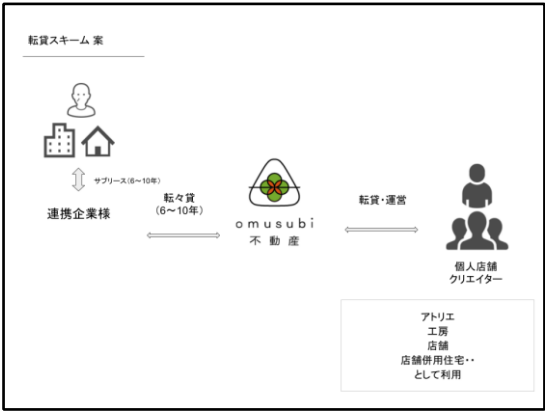 転貸スキーム 案
サブリース(6〜10年)
連携企業様
転々貸
(6〜10年)
omusubi
不動産
転貸・運営
個人店舗
クリエイター
アトリエ
工房
店舗
店舗併用住宅・・
として利用